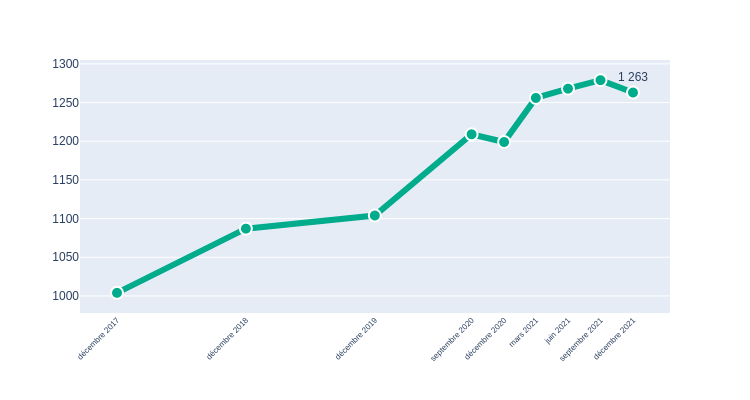 1300
1 263
1250
1200
1150
1100
1050
1000
décembre 2017
décembre 2018
décembre 2019
septembre 2020
décembre 2020
mars 2021
juin 2021
septembre 2021
décembre 2021